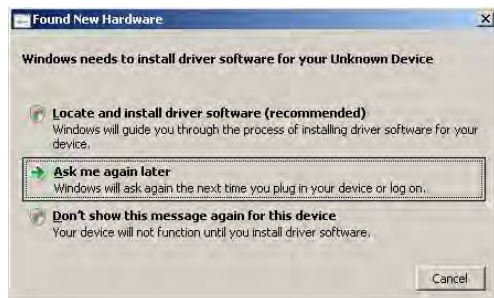 Found New Hardware
Windows needs to install driver software for your Unknown Device
Locate and install driver software (recommended)
Windows will guide you through the process of installing driver software for your
device.
Ask me again later
Windows will ask again the next time you plug in your device or log on.
Don't show this message again for this device
Your device will not function until you install driver software.
Cancel